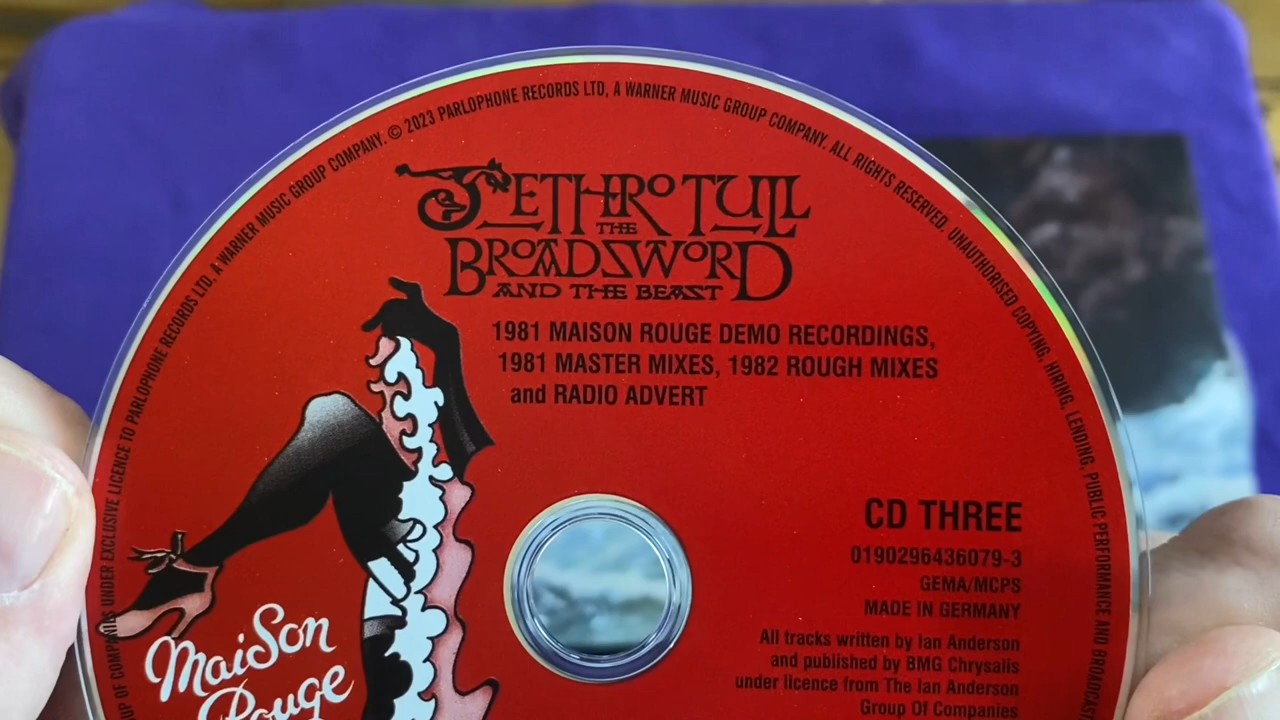 UP OF COMPANIES UNDER EXCLUSIVE LICENCE TO PARLOPHONE RECORDS LTD, A WARNER MUSIC GROUP COMPANY. © 2023 PARLOPHONE RECORDS LTD, A WARNER MUSIC GROUP COMPANY. ALL RIGHTS RESERVED. UNAUTHORISED COPYING, HIRING, LENDING, PUBLIC PERFORMANCE AND BROADCAST
JETHRO TULL
THE
BROADSWORD
AND THE BEAST
1981 MAISON ROUGE DEMO RECORDINGS,
1981 MASTER MIXES, 1982 ROUGH MIXES
and RADIO ADVERT
CD THREE
0190296436079-3
GEMA/MCPS
MADE IN GERMANY
All tracks written by Ian Anderson
and published by BMG Chrysalis
under licence from The Ian Anderson
Group Of Companies
MaiSon
Rouge